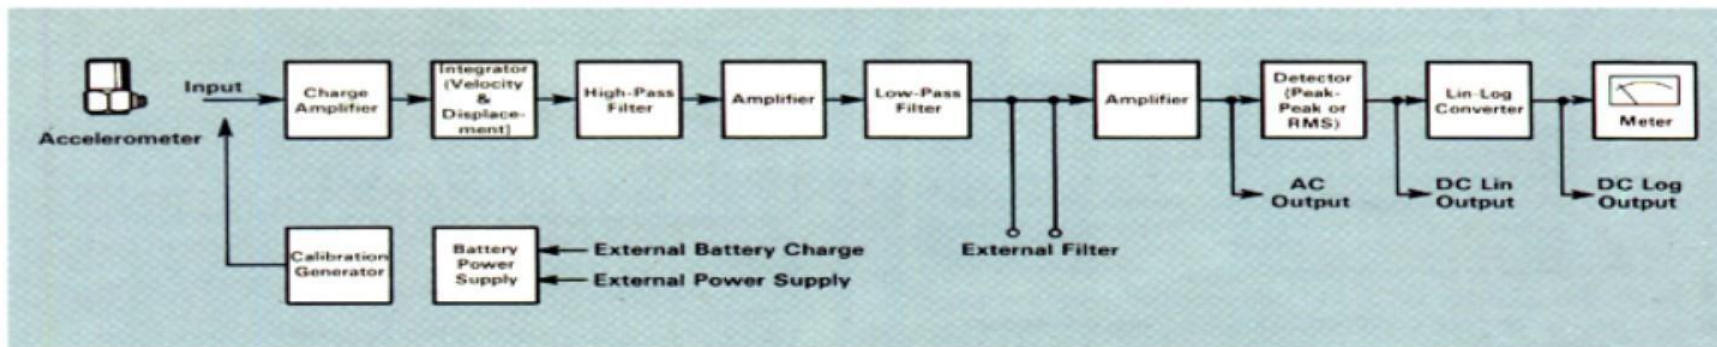 Accelerometer
Input
Charge
Amplifier
Integrator
(Velocity
&
Displace-
ment)
High-Pass
Filter
Amplifier
Low-Pass
Filter
Amplifier
Detector
(Peak-
Peak or
RMS)
Lin-Log
Converter
Meter
AC
Output
DC Lin
Output
DC Log
Output
Calibration
Generator
Battery
Power
Supply
External Battery Charge
External Power Supply
External Filter